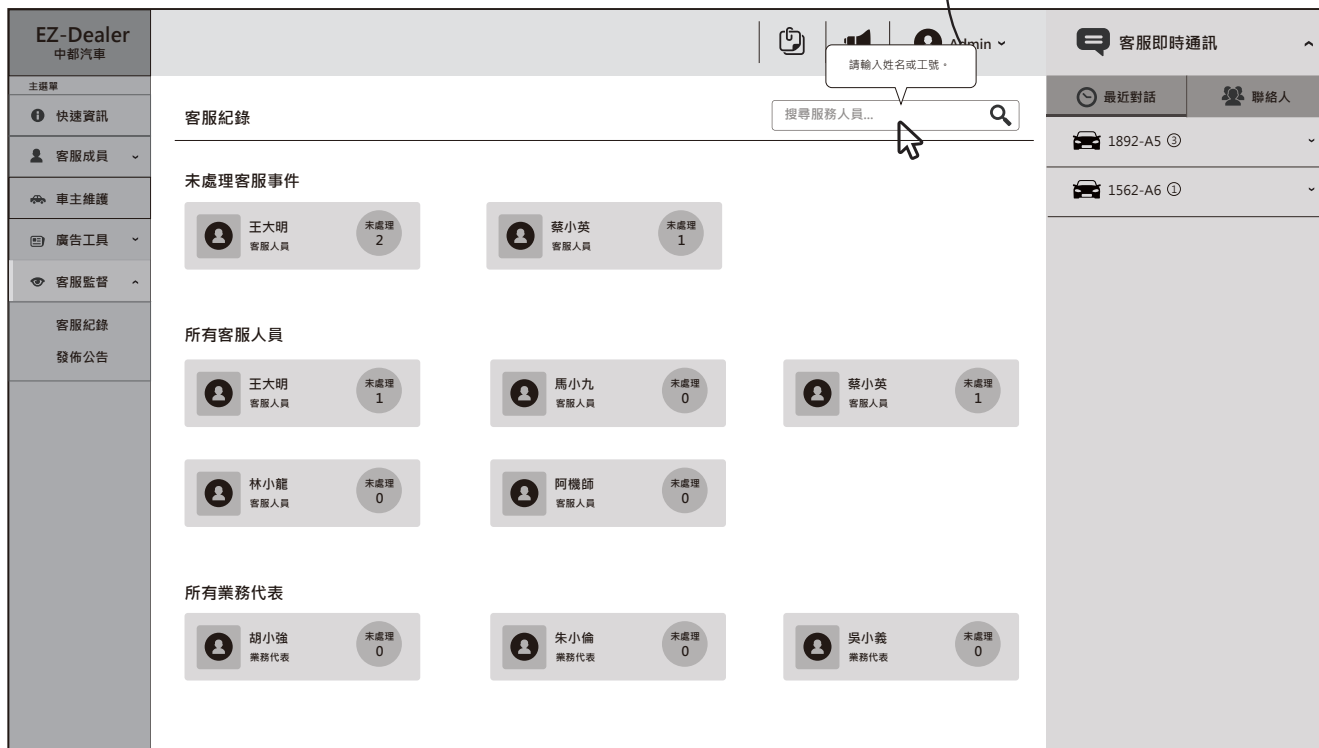 EZ-Dealer
中都汽車
主選單
快速資訊
客服成員
車主維護
廣告工具
客服監督
客服紀錄
發佈公告
Admin
請輸入姓名或工號。
客服紀錄
搜尋服務人員...
未處理客服事件
王大明
客服人員
未處理
2
蔡小英
客服人員
未處理
1
所有客服人員
王大明
客服人員
未處理
1
馬小九
客服人員
未處理
0
蔡小英
客服人員
未處理
1
林小龍
客服人員
未處理
0
阿機師
客服人員
未處理
0
所有業務代表
胡小強
業務代表
未處理
0
朱小倫
業務代表
未處理
0
吳小義
業務代表
未處理
0
客服即時通訊
最近對話
聯絡人
1892-A5 ③
1562-A6 ①